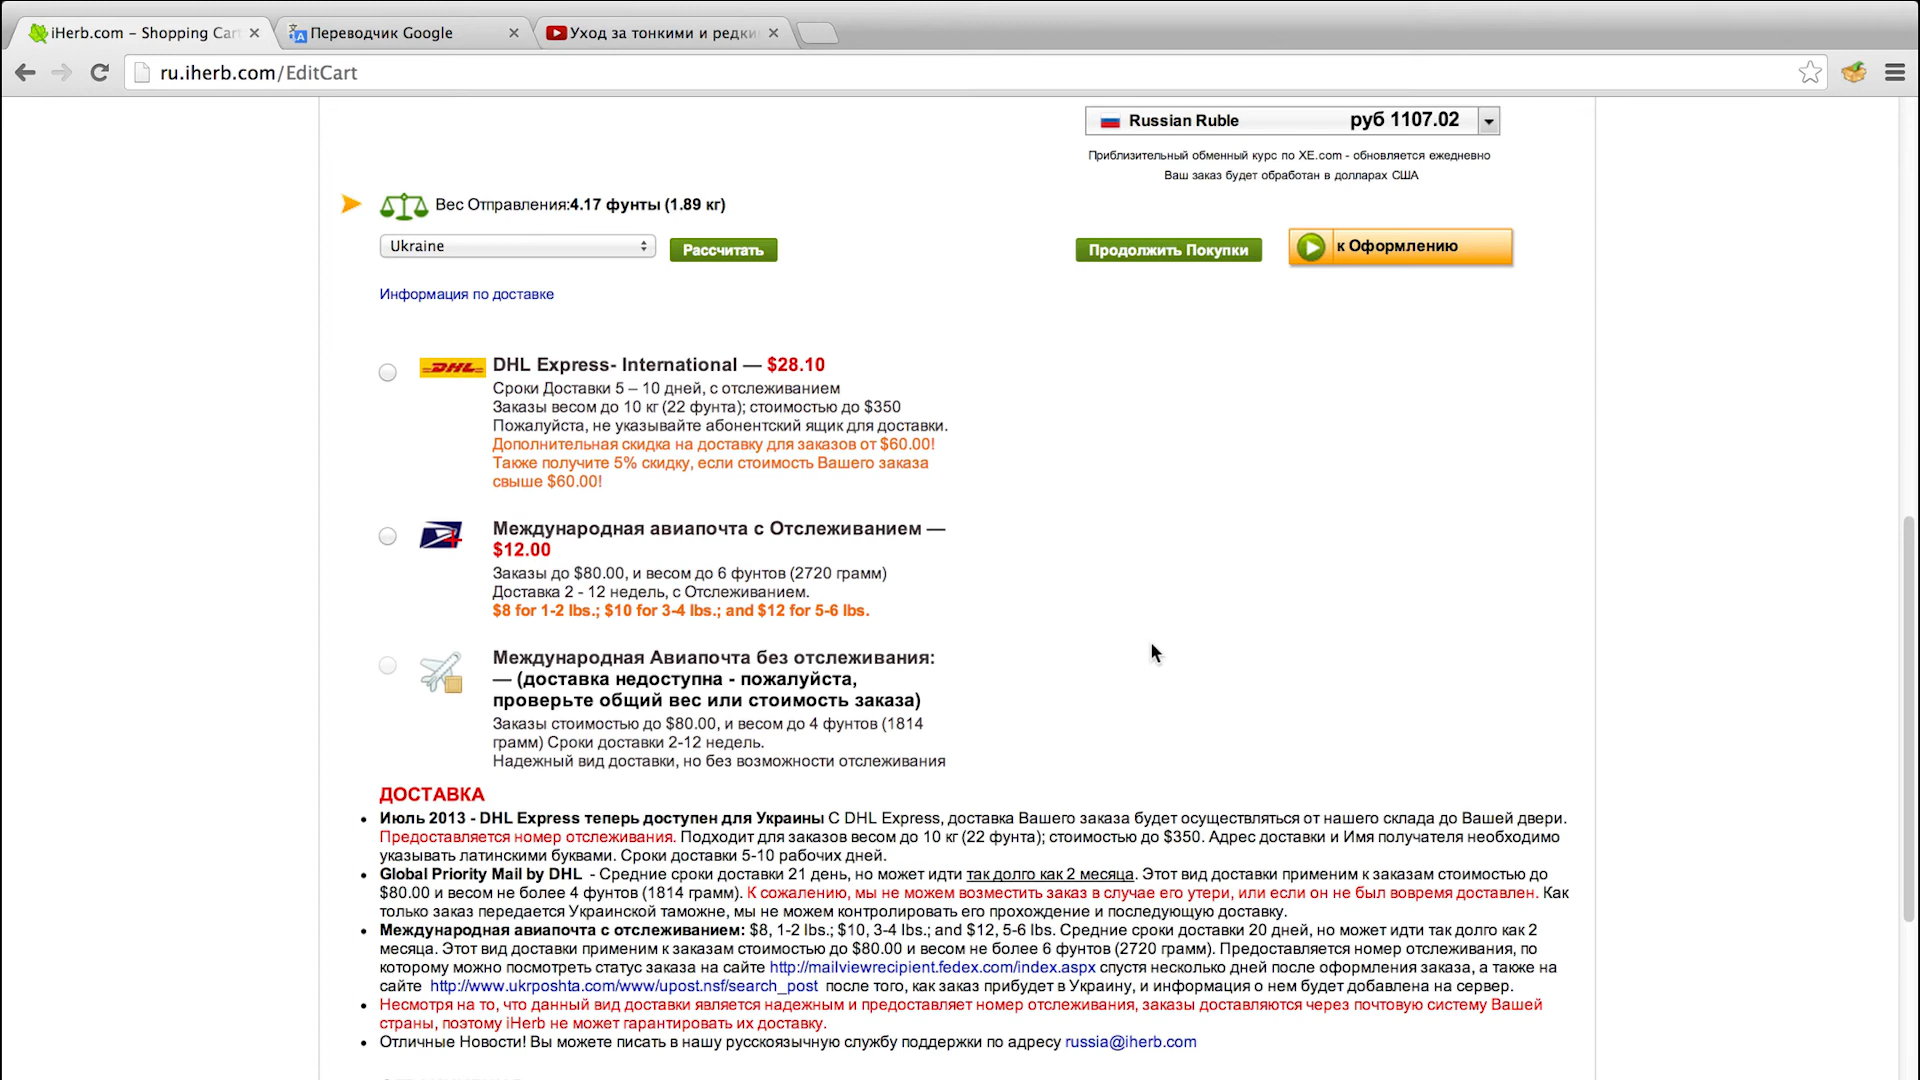 iHerb.com – Shopping Cart
Переводчик Google
Уход за тонкими и редки
ru.iherb.com/EditCart
Russian Ruble руб 1107.02
Приблизительный обменный курс по XE.com - обновляется ежедневно
Ваш заказ будет обработан в долларах США
Вес Отправления:4.17 фунты (1.89 кг)
Ukraine
Рассчитать
Продолжить Покупки
к Оформлению
Информация по доставке
DHL
DHL Express- International — $28.10
Сроки Доставки 5 – 10 дней, с отслеживанием
Заказы весом до 10 кг (22 фунта); стоимостью до $350
Пожалуйста, не указывайте абонентский ящик для доставки.
Дополнительная скидка на доставку для заказов от $60.00!
Также получите 5% скидку, если стоимость Вашего заказа
свыше $60.00!
Международная авиапочта с Отслеживанием —
$12.00
Заказы до $80.00, и весом до 6 фунтов (2720 грамм)
Доставка 2 - 12 недель, с Отслеживанием.
$8 for 1-2 lbs.; $10 for 3-4 lbs.; and $12 for 5-6 lbs.
Международная Авиапочта без отслеживания:
— (доставка недоступна - пожалуйста,
проверьте общий вес или стоимость заказа)
Заказы стоимостью до $80.00, и весом до 4 фунтов (1814
грамм) Сроки доставки 2-12 недель.
Надежный вид доставки, но без возможности отслеживания
ДОСТАВКА
• Июль 2013 - DHL Express теперь доступен для Украины С DHL Express, доставка Вашего заказа будет осуществляться от нашего склада до Вашей двери.
Предоставляется номер отслеживания. Подходит для заказов весом до 10 кг (22 фунта); стоимостью до $350. Адрес доставки и Имя получателя необходимо
указывать латинскими буквами. Сроки доставки 5-10 рабочих дней.
• Global Priority Mail by DHL - Средние сроки доставки 21 день, но может идти так долго как 2 месяца. Этот вид доставки применим к заказам стоимостью до
$80.00 и весом не более 4 фунтов (1814 грамм). К сожалению, мы не можем возместить заказ в случае его утери, или если он не был вовремя доставлен. Как
только заказ передается Украинской таможне, мы не можем контролировать его прохождение и последующую доставку.
• Международная авиапочта с отслеживанием: $8, 1-2 lbs.; $10, 3-4 lbs.; and $12, 5-6 lbs. Средние сроки доставки 20 дней, но может идти так долго как 2
месяца. Этот вид доставки применим к заказам стоимостью до $80.00 и весом не более 6 фунтов (2720 грамм). Предоставляется номер отслеживания, по
которому можно посмотреть статус заказа на сайте http://mailviewrecipient.fedex.com/index.aspx спустя несколько дней после оформления заказа, а также на
сайте http://www.ukrposhta.com/www/upost.nsf/search_post после того, как заказ прибудет в Украину, и информация о нем будет добавлена на сервер.
• Несмотря на то, что данный вид доставки является надежным и предоставляет номер отслеживания, заказы доставляются через почтовую систему Вашей
страны, поэтому iHerb не может гарантировать их доставку.
• Отличные Новости! Вы можете писать в нашу русскоязычную службу поддержки по адресу russia@iherb.com